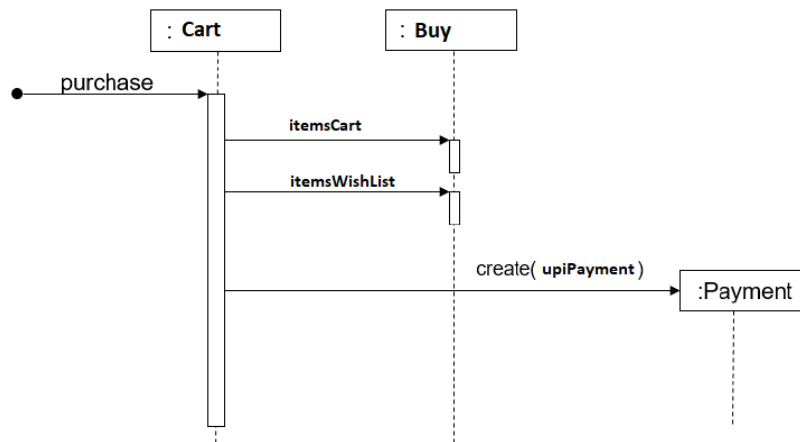 : Cart
: Buy
purchase
itemsCart
itemsWishList
create( upiPayment )
:Payment